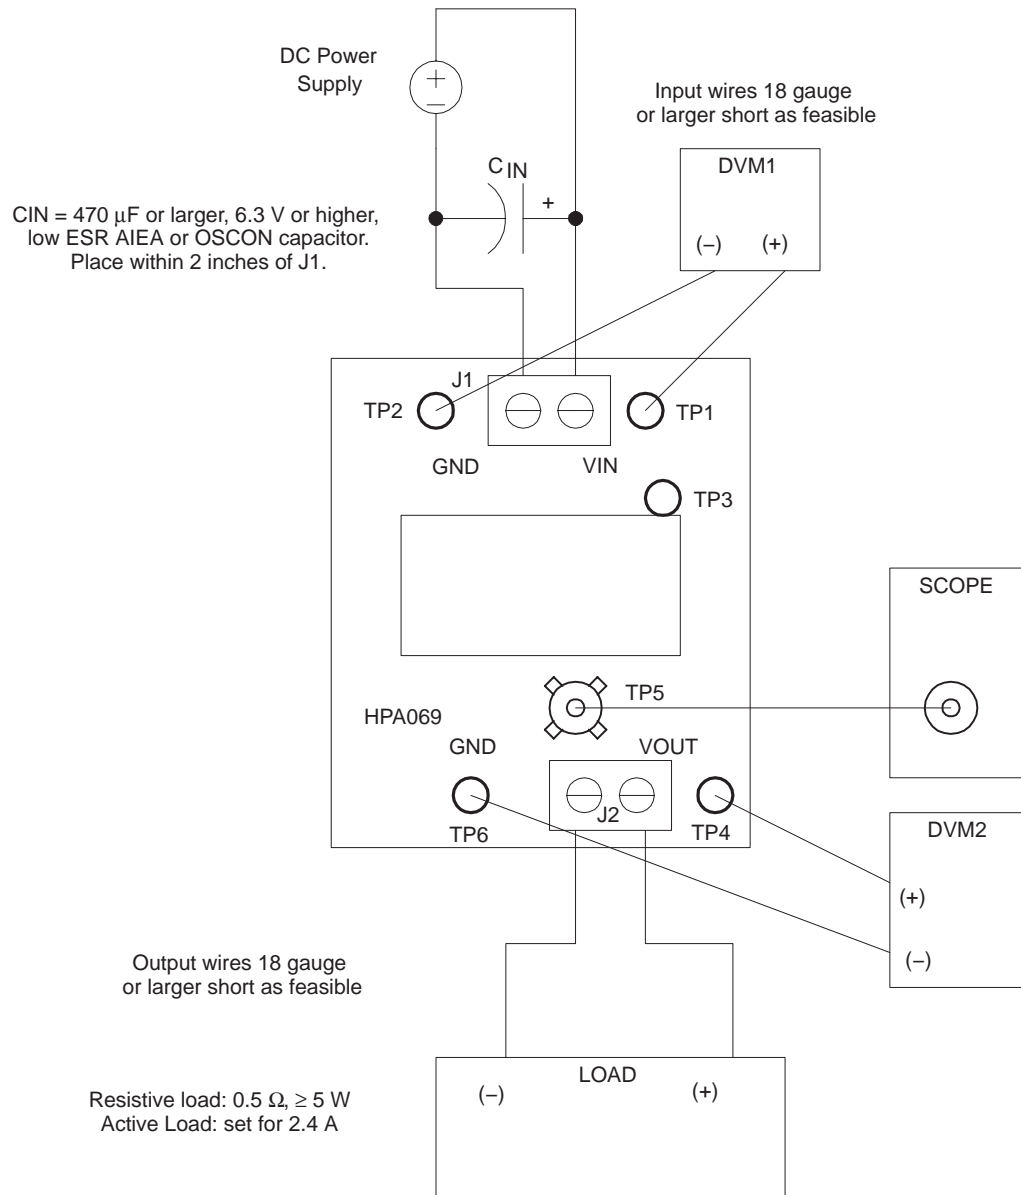 DC Power
Supply
+
–
Input wires 18 gauge
or larger short as feasible
DVM1
(–) (+)
CIN
+
CIN = 470 µF or larger, 6.3 V or higher,
low ESR AIEA or OSCON capacitor.
Place within 2 inches of J1.
J1
TP2
TP1
GND
VIN
TP3
SCOPE
TP5
HPA069
GND
VOUT
J2
TP6
TP4
DVM2
(+)
(–)
Output wires 18 gauge
or larger short as feasible
LOAD
(–)
(+)
Resistive load: 0.5 Ω, ≥ 5 W
Active Load: set for 2.4 A